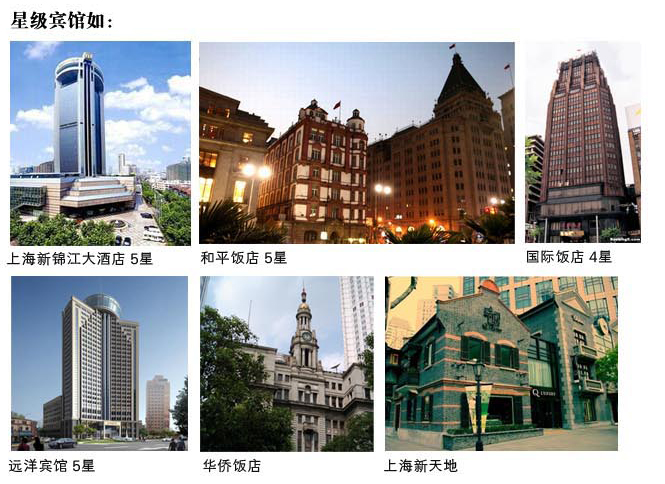 星级宾馆如:
上海新锦江大酒店 5星
和平饭店 5星
国际饭店 4星
远洋宾馆 5星
华侨饭店
上海新天地